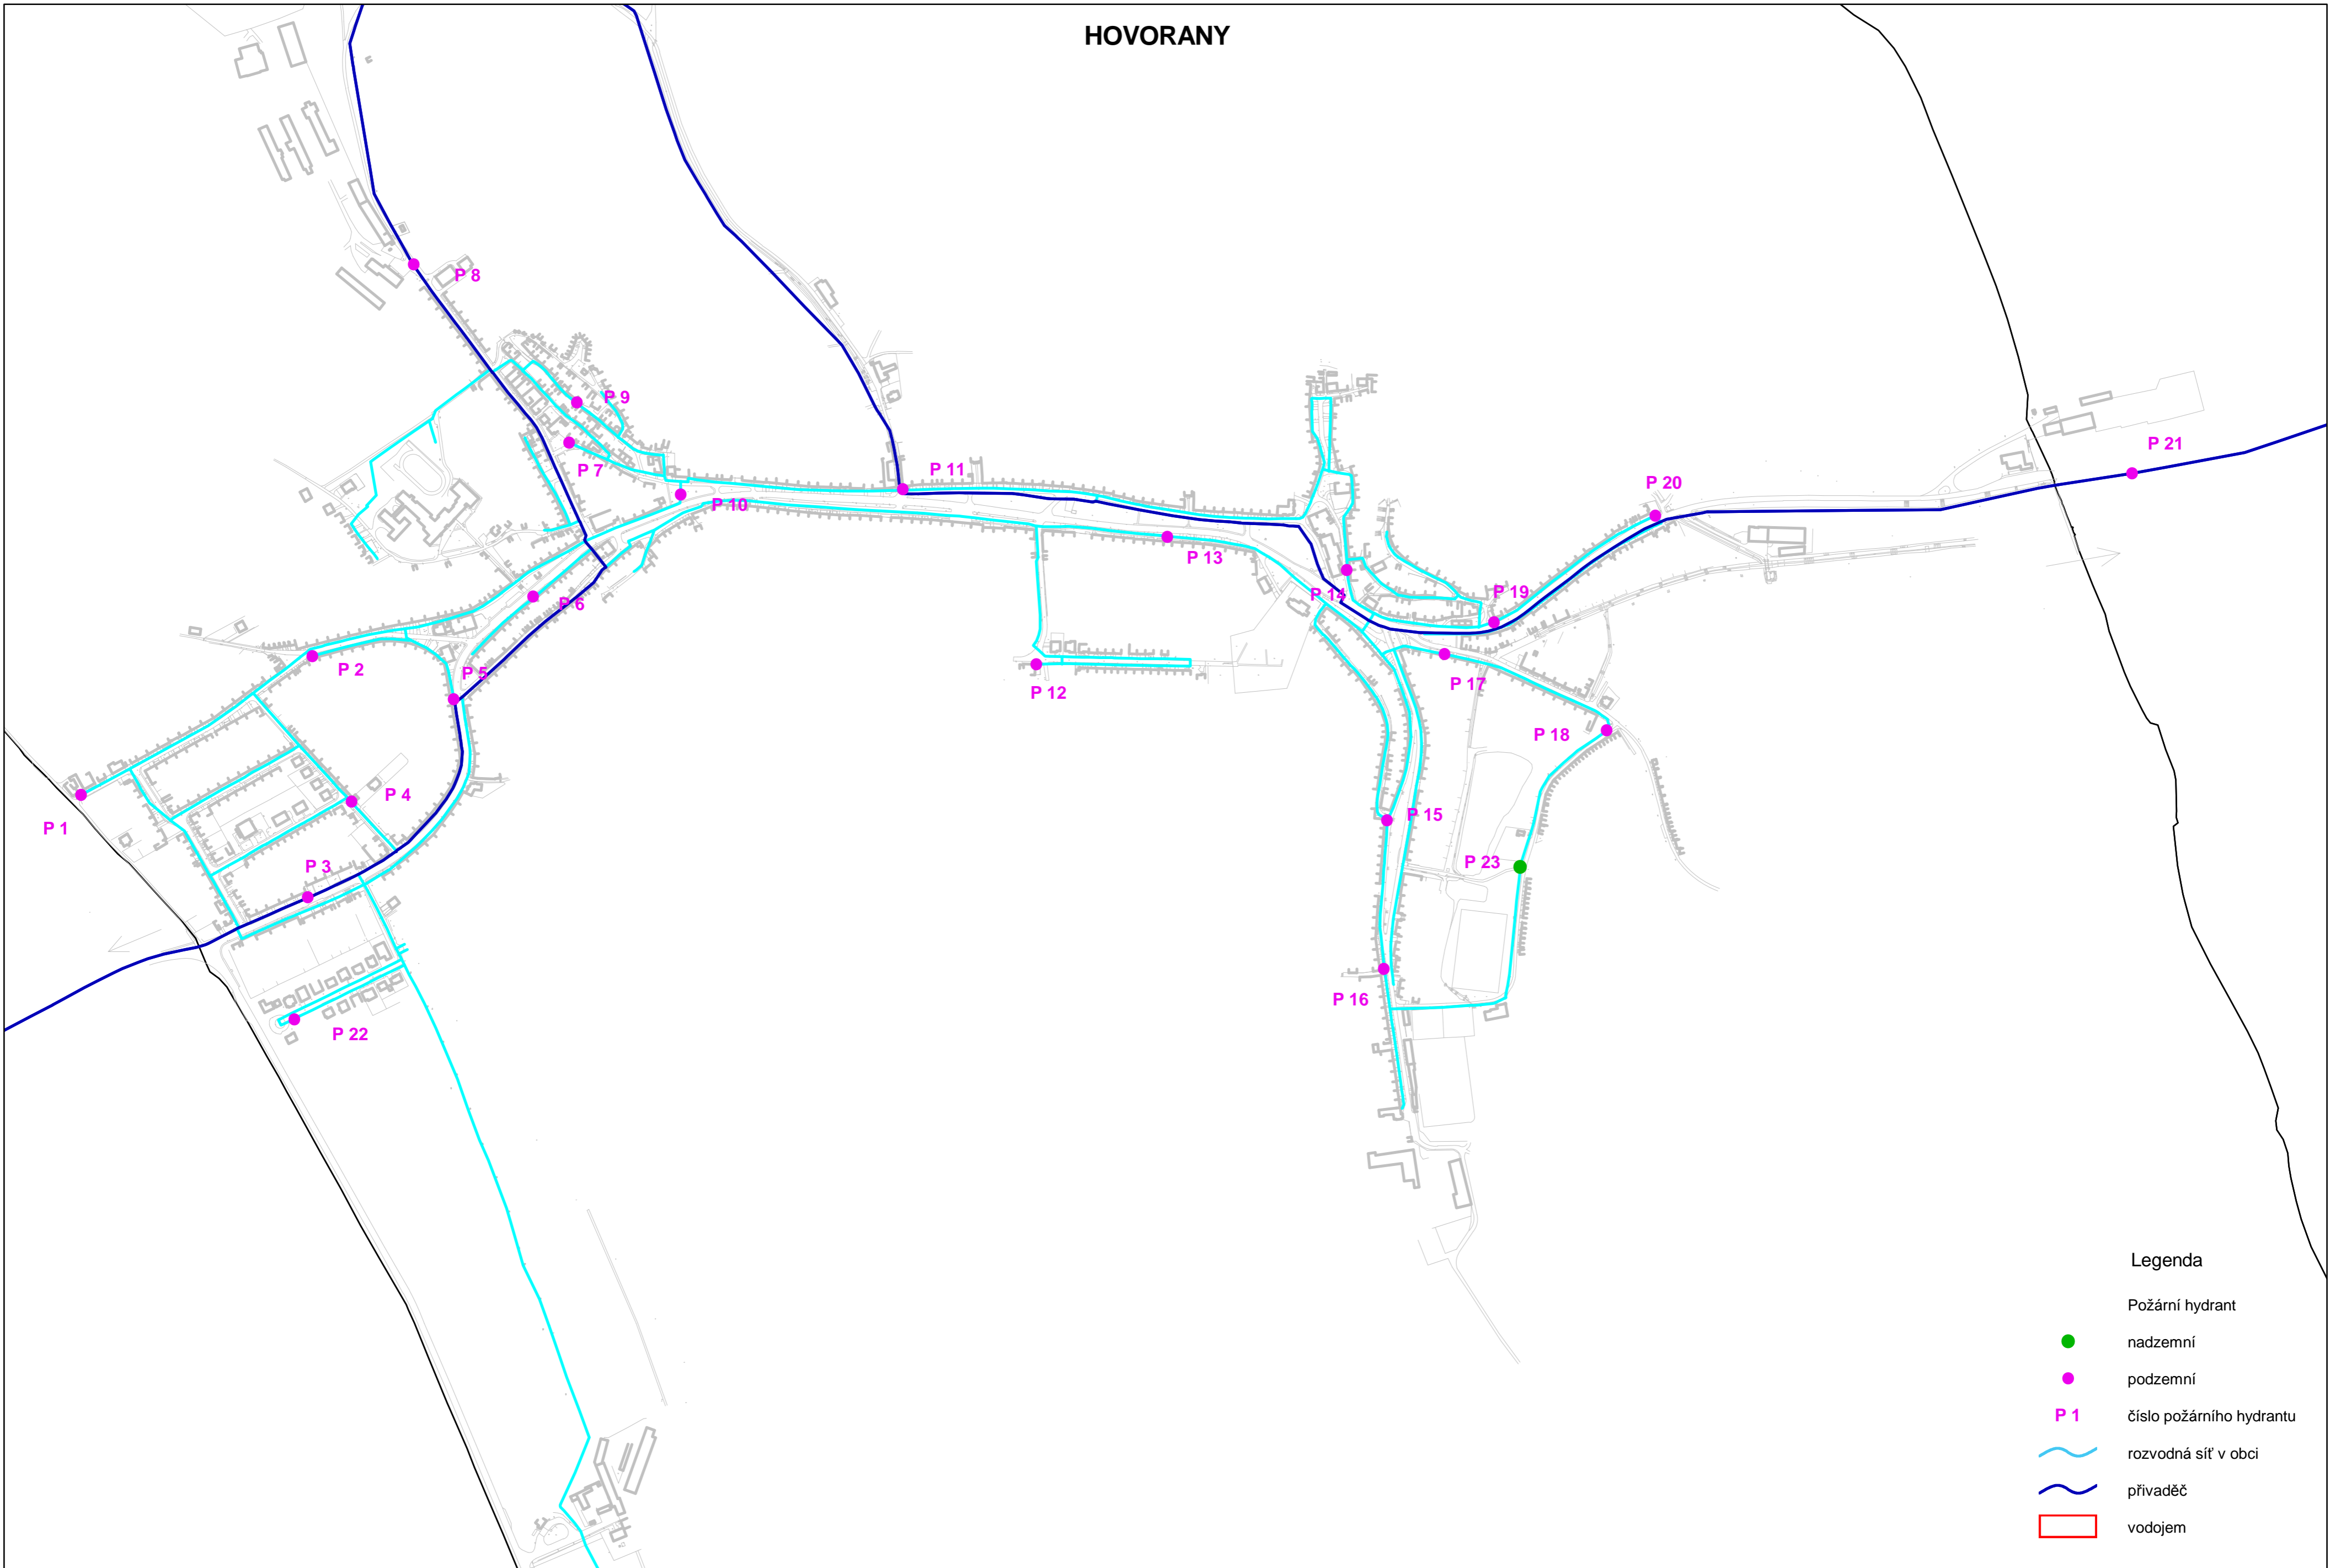 HOVORANY
P 8
P 9
P 7
P 11
P 10
P 21
P 20
P 13
P 14
P 19
P 6
P 2
P 5
P 12
P 17
P 18
P 4
P 1
P 15
P 3
P 23
P 16
P 22
Legenda
Požární hydrant
nadzemní
podzemní
P 1 číslo požárního hydrantu
rozvodná síť v obci
přivaděč
vodojem